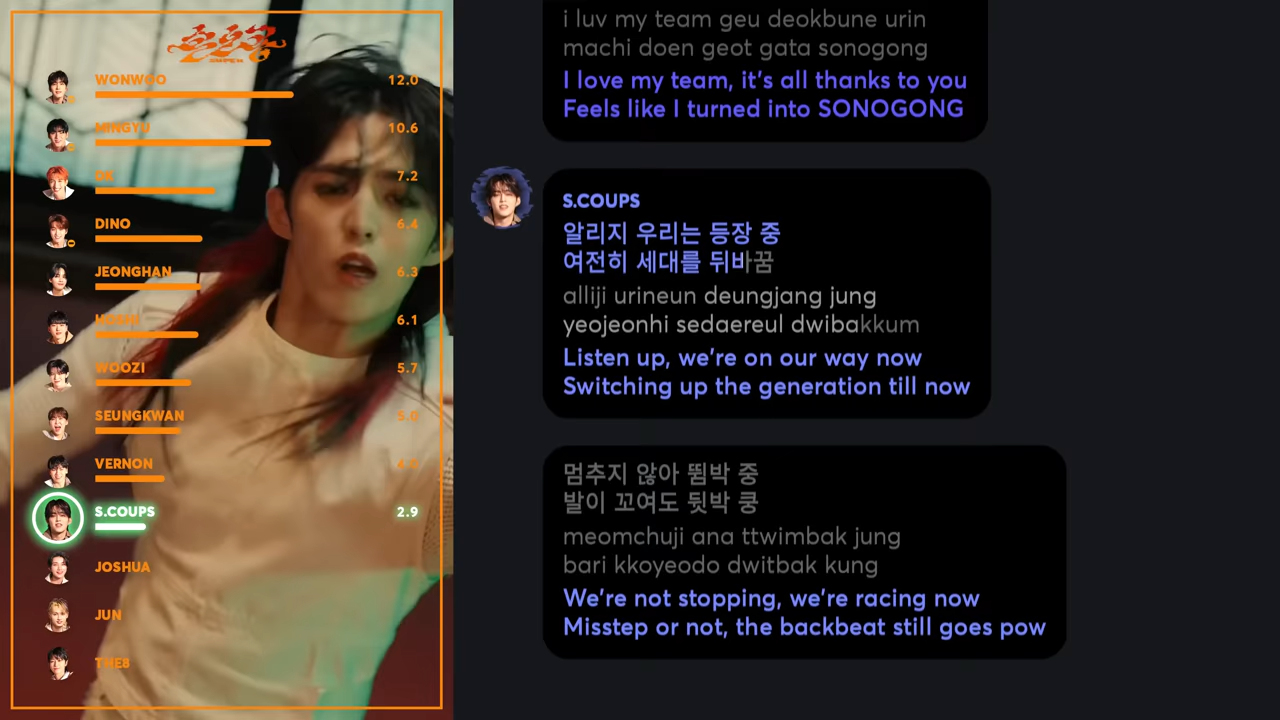 손오공
WONWOO 12.0
MINGYU 10.6
DK 7.2
DINO 6.4
JEONGHAN 6.3
HOSHI 6.1
WOOZI 5.7
SEUNGKWAN 5.0
VERNON
S.COUPS 2.9
JOSHUA
JUN
THE8
i luv my team geu deokbune urin
machi doen geot gata sonogong
I love my team, it's all thanks to you
Feels like I turned into SONOGONG
S.COUPS
알리지 우리는 등장 중
여전히 세대를 뒤바꿈
alliji urineun deungjang jung
yeojeonhi sedaereul dwibakkum
Listen up, we're on our way now
Switching up the generation till now
멈추지 않아 뜀박 중
발이 꼬여도 뒷박 쿵
meomchuji ana ttwimbak jung
bari kkoyeodo dwitbak kung
We're not stopping, we're racing now
Misstep or not, the backbeat still goes pow